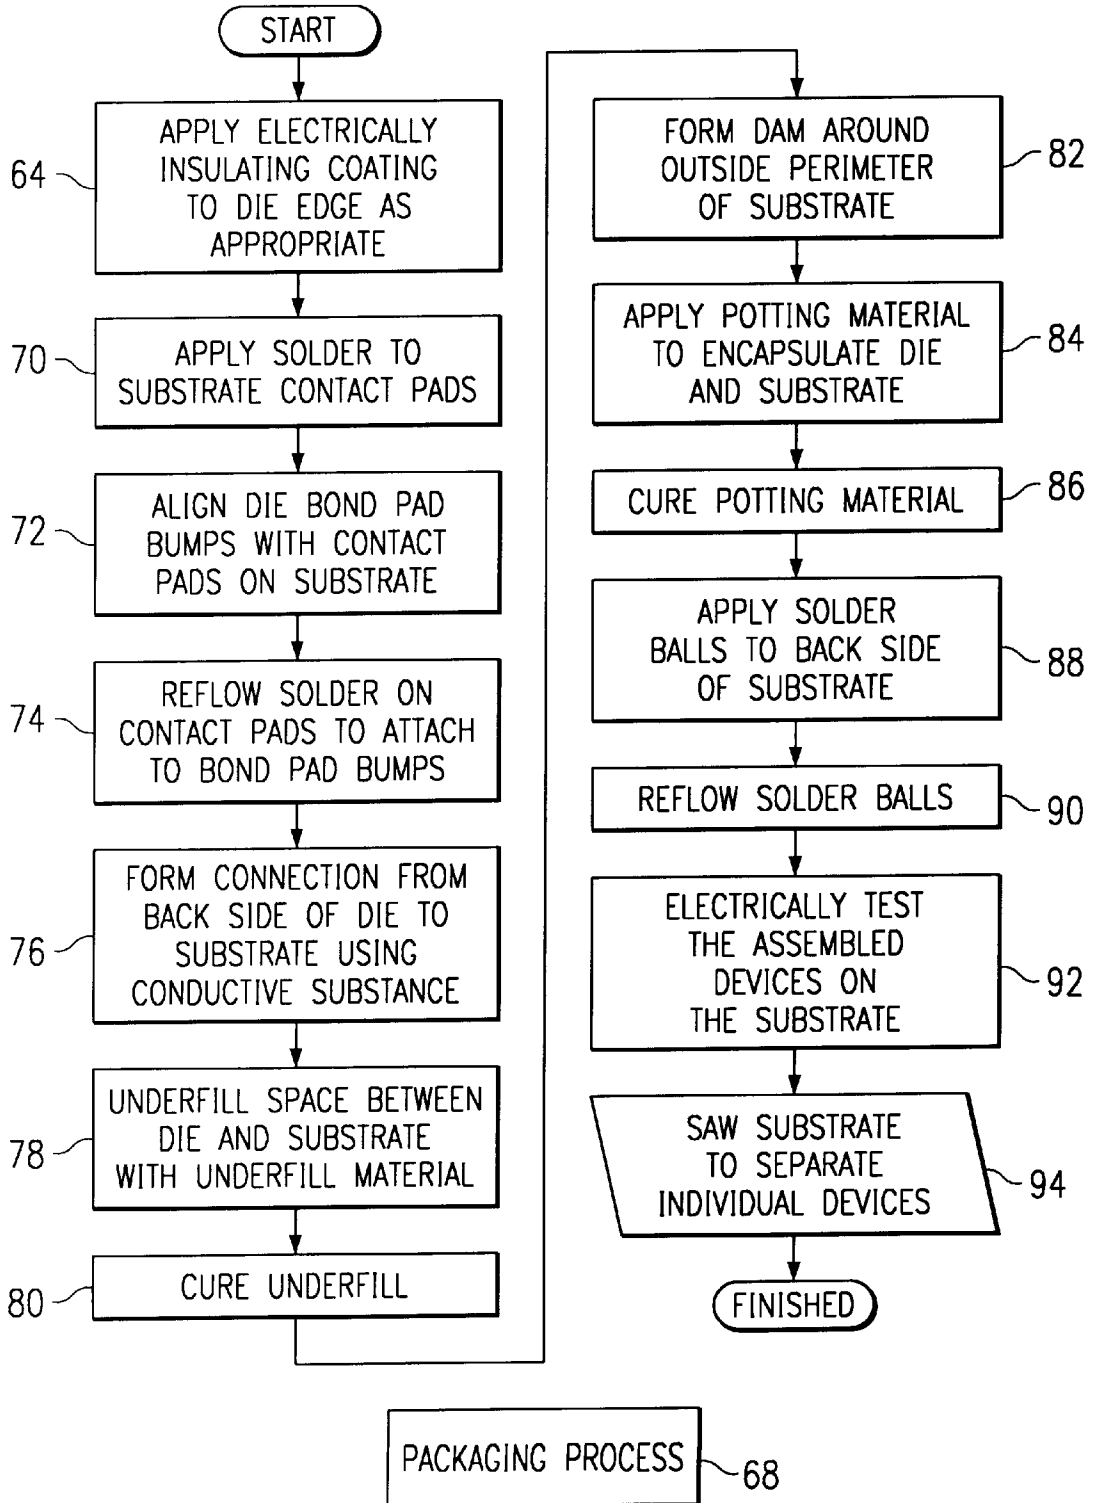 START
64
APPLY ELECTRICALLY
INSULATING COATING
TO DIE EDGE AS
APPROPRIATE
70
APPLY SOLDER TO
SUBSTRATE CONTACT PADS
72
ALIGN DIE BOND PAD
BUMPS WITH CONTACT
PADS ON SUBSTRATE
74
REFLOW SOLDER ON
CONTACT PADS TO ATTACH
TO BOND PAD BUMPS
76
FORM CONNECTION FROM
BACK SIDE OF DIE TO
SUBSTRATE USING
CONDUCTIVE SUBSTANCE
78
UNDERFILL SPACE BETWEEN
DIE AND SUBSTRATE
WITH UNDERFILL MATERIAL
80
CURE UNDERFILL
FORM DAM AROUND
OUTSIDE PERIMETER
OF SUBSTRATE
82
APPLY POTTING MATERIAL
TO ENCAPSULATE DIE
AND SUBSTRATE
84
CURE POTTING MATERIAL
86
APPLY SOLDER
BALLS TO BACK SIDE
OF SUBSTRATE
88
REFLOW SOLDER BALLS
90
ELECTRICALLY TEST
THE ASSEMBLED
DEVICES ON
THE SUBSTRATE
92
SAW SUBSTRATE
TO SEPARATE
INDIVIDUAL DEVICES
94
FINISHED
PACKAGING PROCESS
68